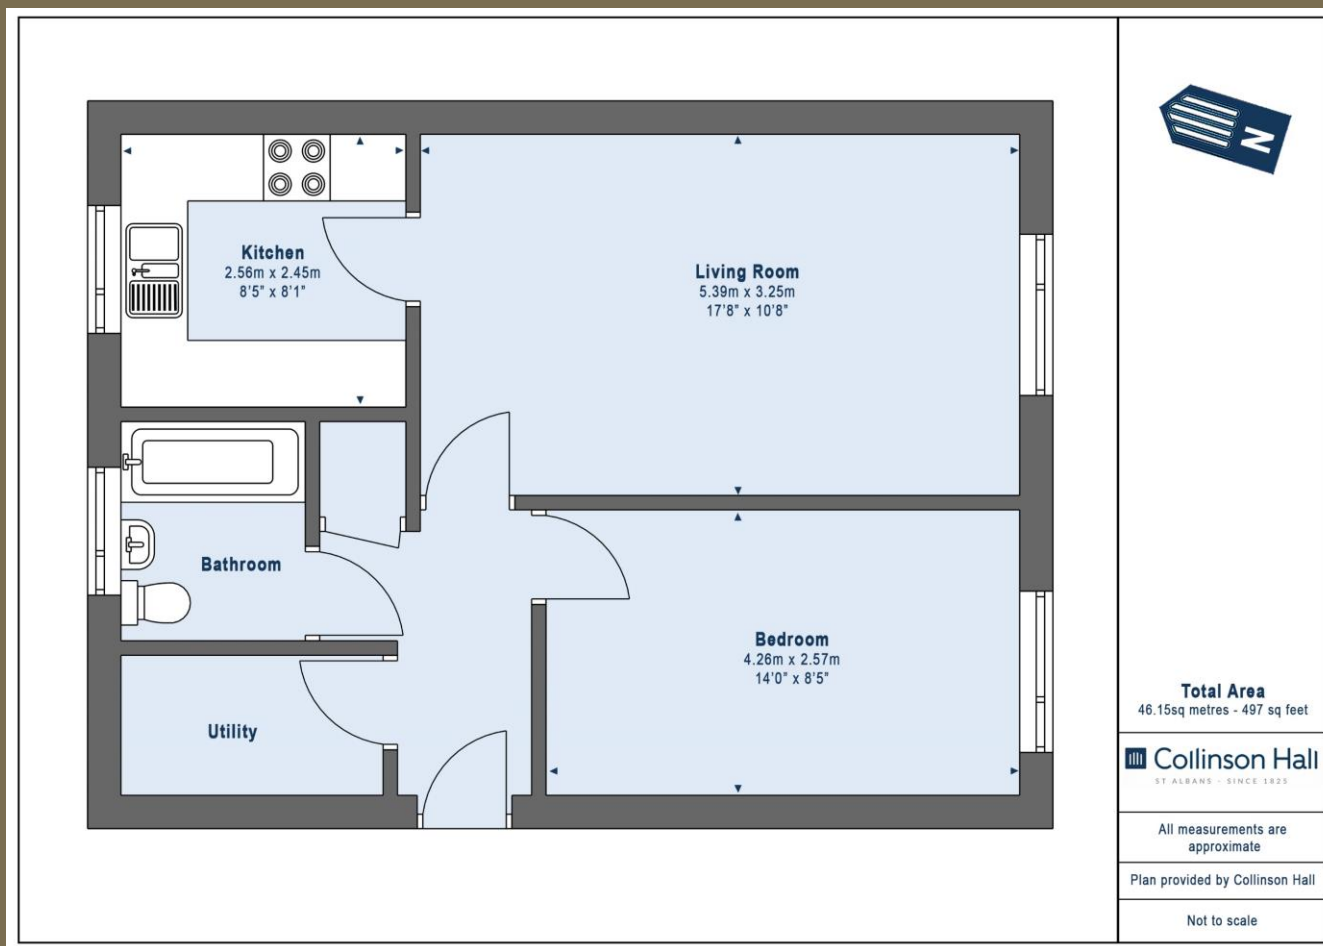 Kitchen
2.56m x 2.45m
8'5" x 8'1"
Living Room
5.39m x 3.25m
17'8" x 10'8"
Bathroom
Bedroom
4.26m x 2.57m
14'0" x 8'5"
Utility
N
Total Area
46.15sq metres - 497 sq feet
Collinson Hall
ST ALBANS - SINCE 1825
All measurements are
approximate
Plan provided by Collinson Hall
Not to scale